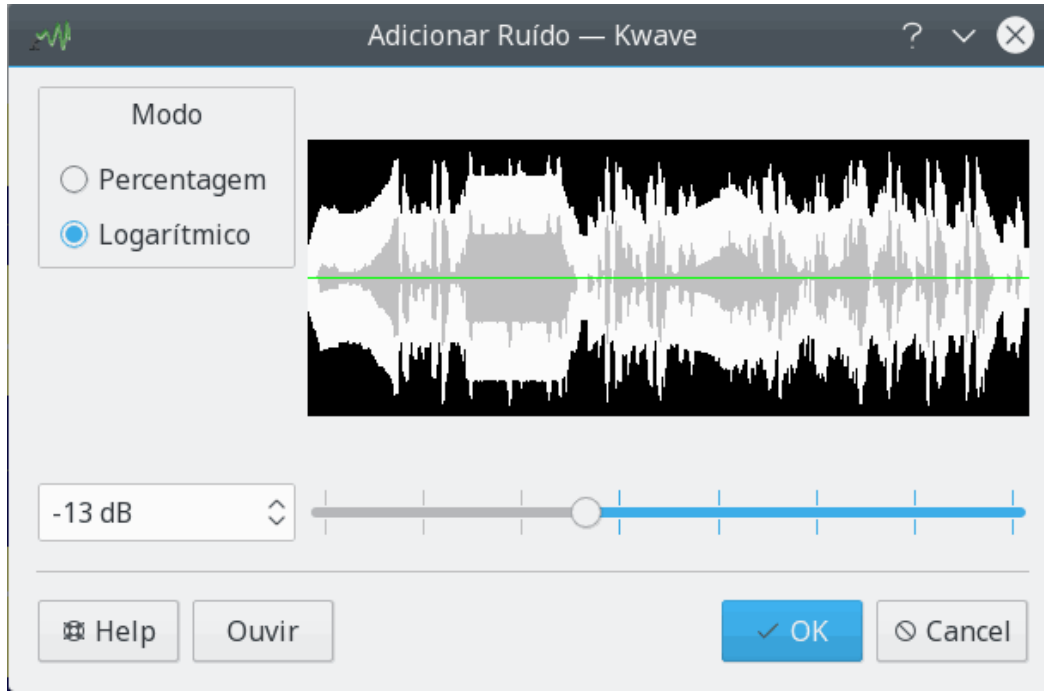 Adicionar Ruído — Kwave
Modo
Percentagem
Logarítmico
-13 dB
Help
Ouvir
OK
Cancel